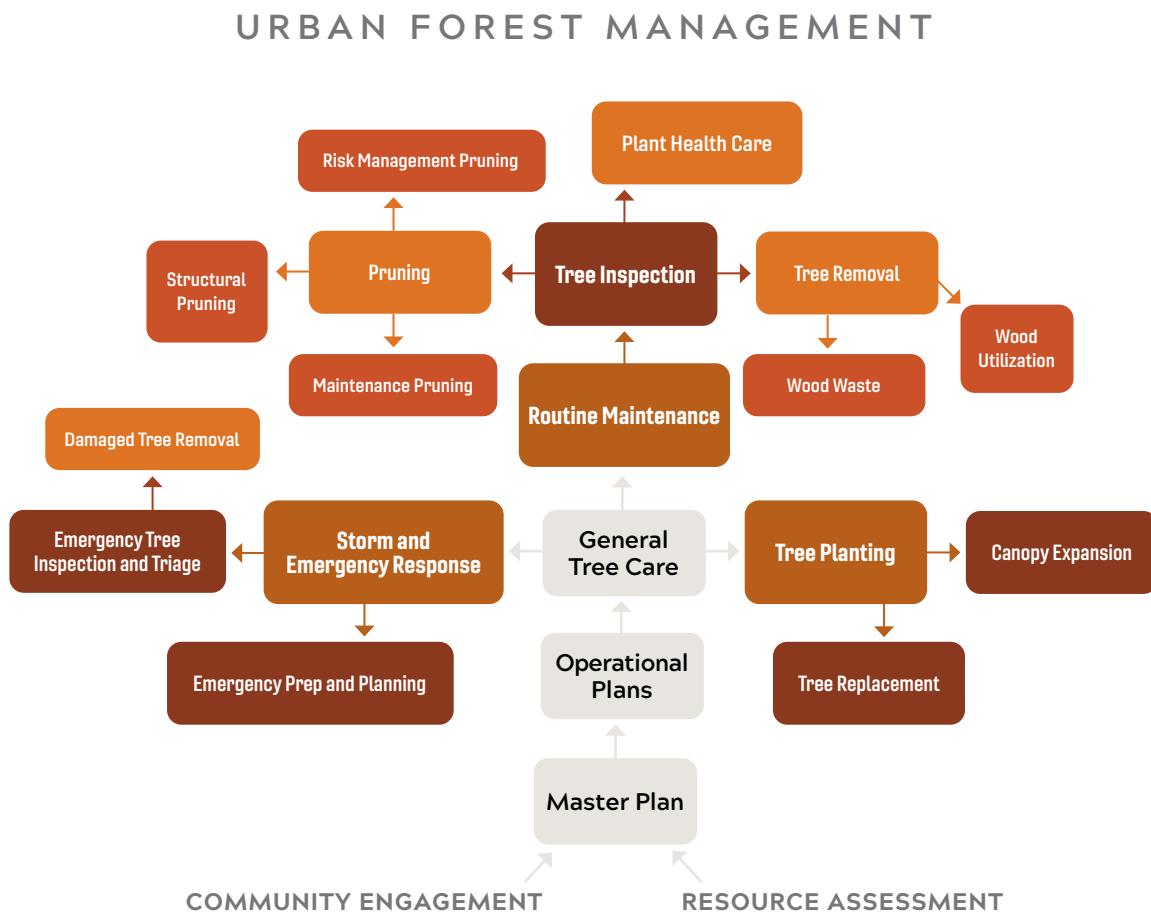 URBAN FOREST MANAGEMENT
Plant Health Care
Risk Management Pruning
Structural
Pruning
Pruning
Tree Inspection
Tree Removal
Wood
Utilization
Maintenance Pruning
Routine Maintenance
Wood Waste
Damaged Tree Removal
Emergency Tree
Inspection and Triage
Storm and
Emergency Response
General
Tree Care
Tree Planting
Canopy Expansion
Emergency Prep and Planning
Operational
Plans
Tree Replacement
Master Plan
COMMUNITY ENGAGEMENT
RESOURCE ASSESSMENT